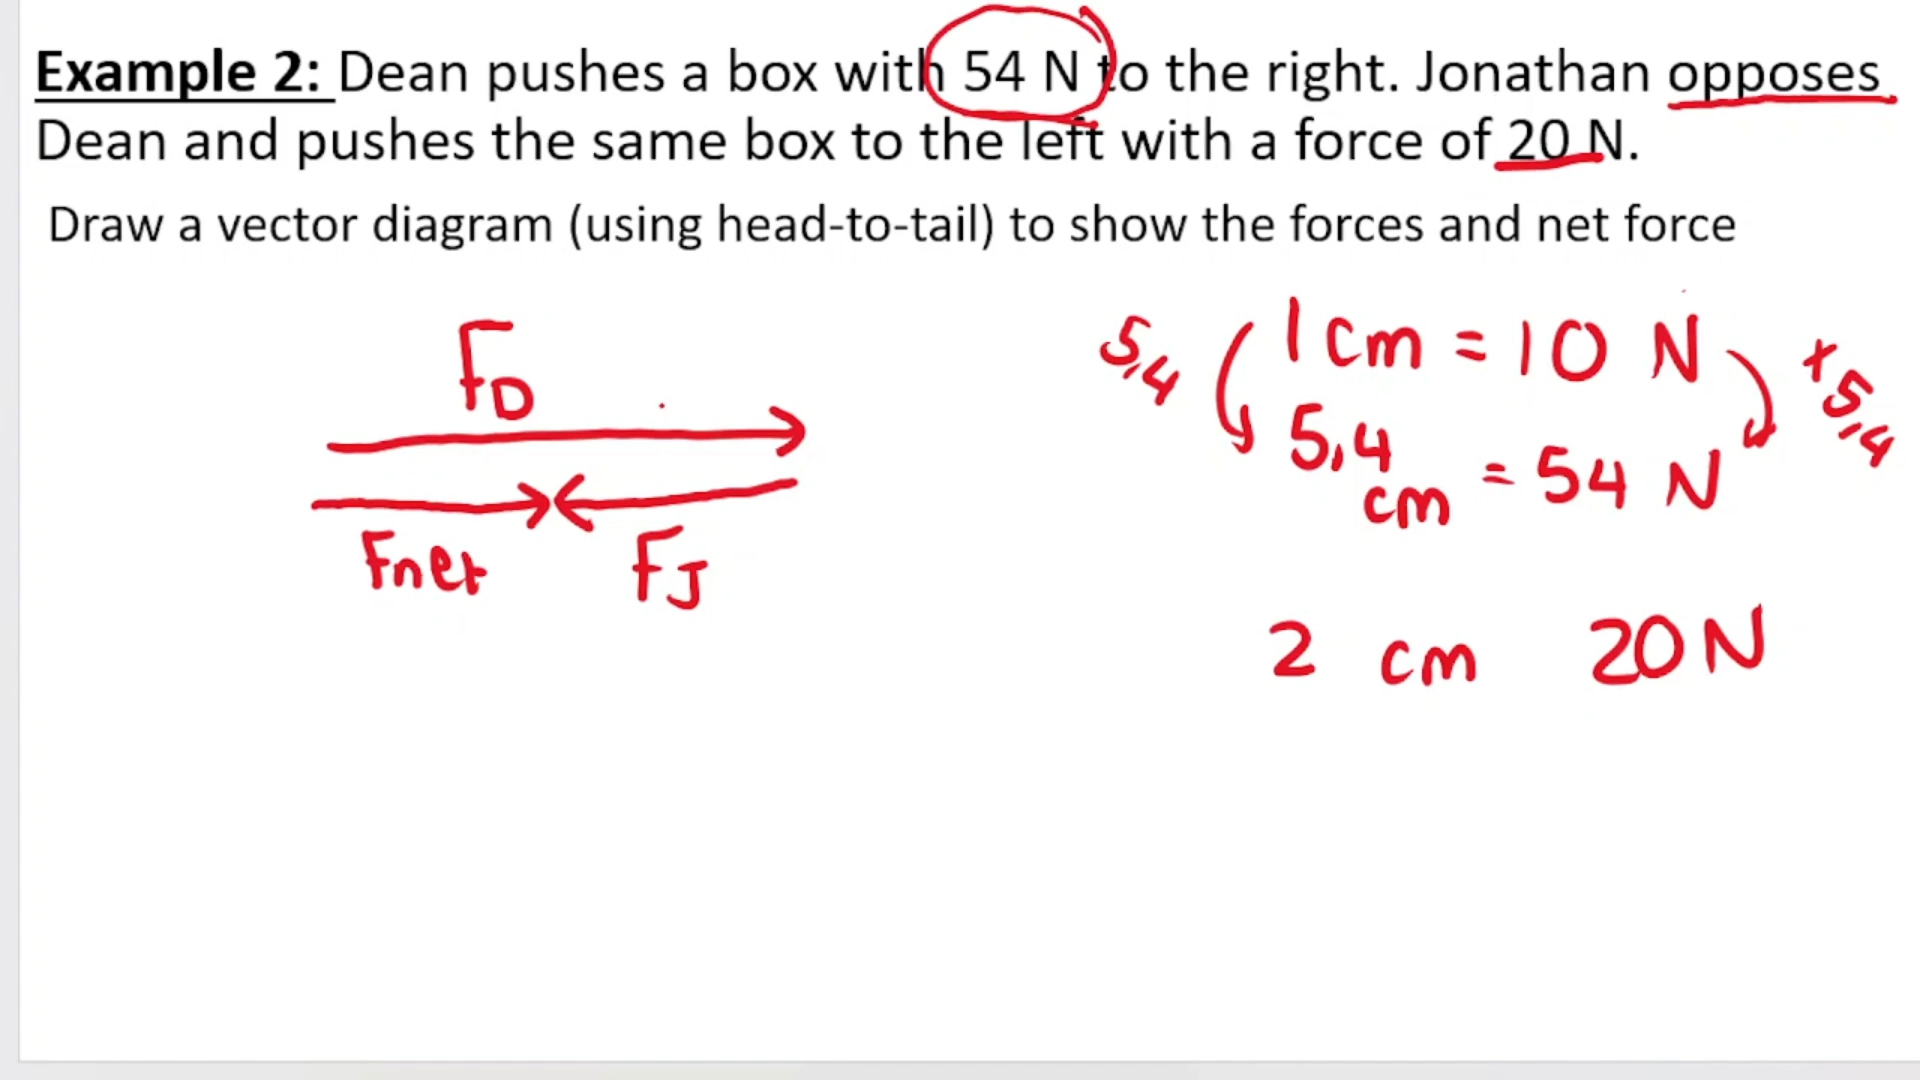 Example 2: Dean pushes a box with 54 N to the right. Jonathan opposes
Dean and pushes the same box to the left with a force of 20 N.
Draw a vector diagram (using head-to-tail) to show the forces and net force
FD
Fnet
FJ
5,4
1 cm = 10 N
×5,4
5,4 cm = 54 N
2 cm 20 N